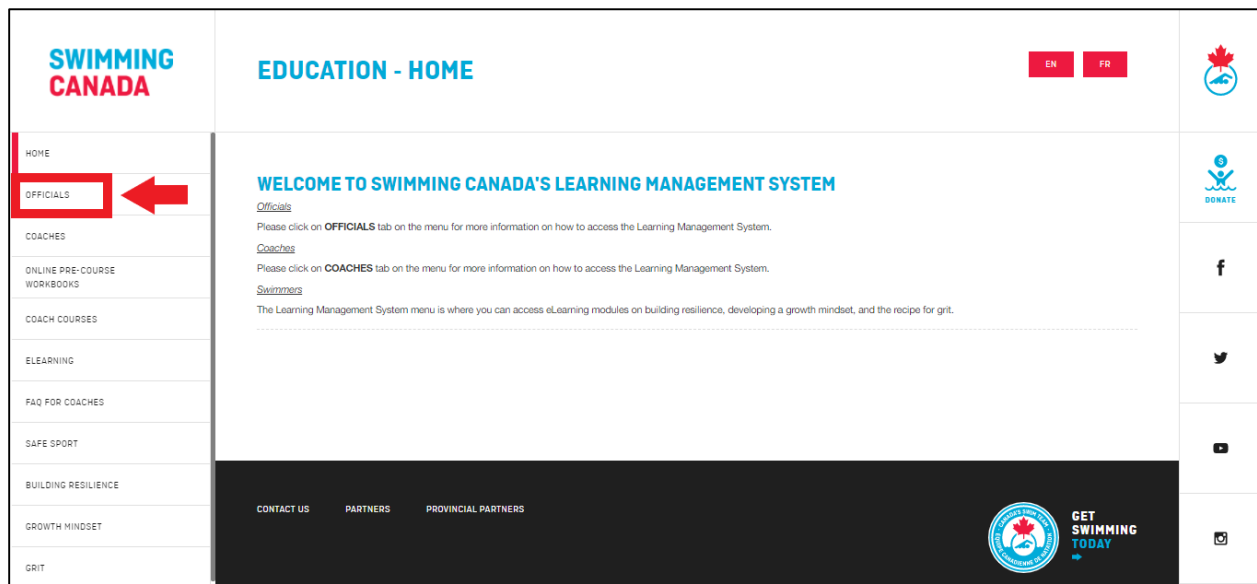 SWIMMING
CANADA
EDUCATION - HOME
EN
FR
HOME
OFFICIALS
COACHES
ONLINE PRE-COURSE
WORKBOOKS
COACH COURSES
ELEARNING
FAQ FOR COACHES
SAFE SPORT
BUILDING RESILIENCE
GROWTH MINDSET
GRIT
WELCOME TO SWIMMING CANADA'S LEARNING MANAGEMENT SYSTEM
Officials
Please click on OFFICIALS tab on the menu for more information on how to access the Learning Management System.
Coaches
Please click on COACHES tab on the menu for more information on how to access the Learning Management System.
Swimmers
The Learning Management System menu is where you can access eLearning modules on building resilience, developing a growth mindset, and the recipe for grit.
$
DONATE
CONTACT US
PARTNERS
PROVINCIAL PARTNERS
CANADA'S SWIM TEAM
ÉQUIPE CANADIENNE DE NATATION
GET
SWIMMING
TODAY